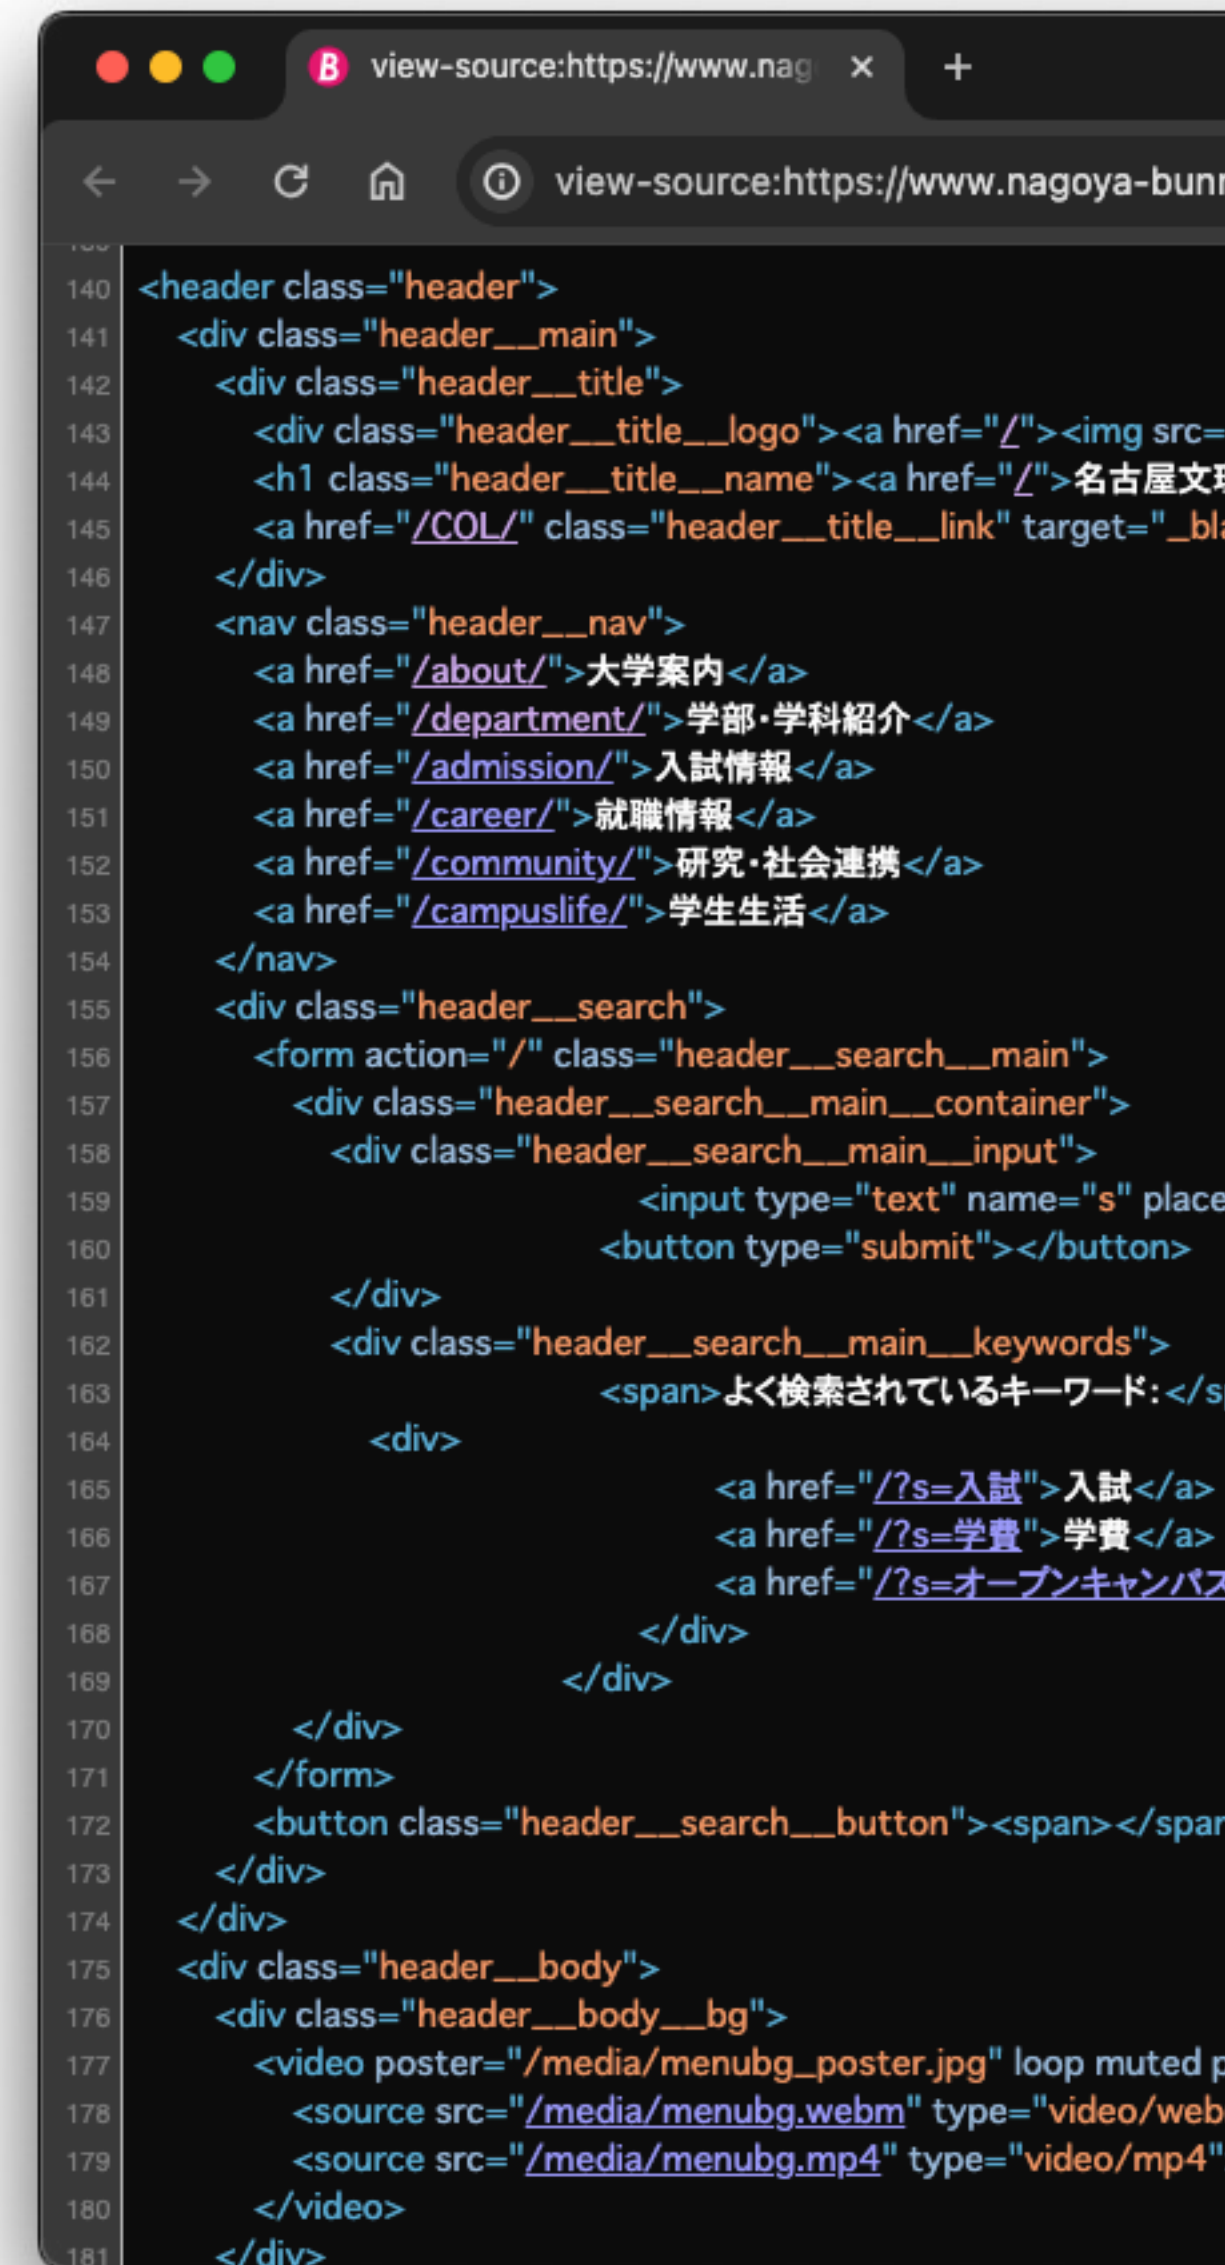 B view-source:https://www.nag
view-source:https://www.nagoya-bunr
140 <header class="header">
141 <div class="header__main">
142 <div class="header__title">
143 <div class="header__title__logo"><a href="/"><img src=
144 <h1 class="header__title__name"><a href="/">名古屋文理
145 <a href="/COL/" class="header__title__link" target="_bla
146 </div>
147 <nav class="header__nav">
148 <a href="/about/">大学案内</a>
149 <a href="/department/">学部・学科紹介</a>
150 <a href="/admission/">入試情報</a>
151 <a href="/career/">就職情報</a>
152 <a href="/community/">研究・社会連携</a>
153 <a href="/campuslife/">学生生活</a>
154 </nav>
155 <div class="header__search">
156 <form action="/" class="header__search__main">
157 <div class="header__search__main__container">
158 <div class="header__search__main__input">
159 <input type="text" name="s" place
160 <button type="submit"></button>
161 </div>
162 <div class="header__search__main__keywords">
163 <span>よく検索されているキーワード:</s
164 <div>
165 <a href="/?s=入試">入試</a>
166 <a href="/?s=学費">学費</a>
167 <a href="/?s=オープンキャンパス
168 </div>
169 </div>
170 </div>
171 </form>
172 <button class="header__search__button"><span></spa
173 </div>
174 </div>
175 <div class="header__body">
176 <div class="header__body__bg">
177 <video poster="/media/menubg_poster.jpg" loop muted p
178 <source src="/media/menubg.webm" type="video/web
179 <source src="/media/menubg.mp4" type="video/mp4"
180 </video>
181 </div>